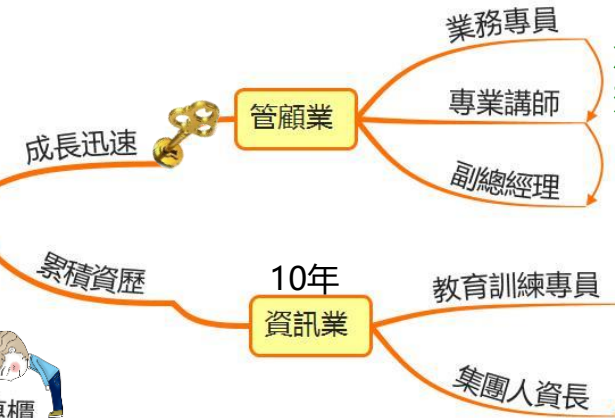 業務專員
專業講師
副總經理
管顧業
成長迅速
累積資歷
10年
資訊業
教育訓練專員
集團人資長